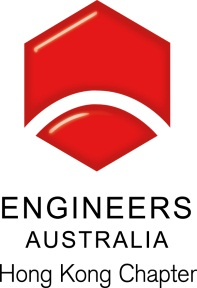 ENGINEERS
AUSTRALIA
Hong Kong Chapter